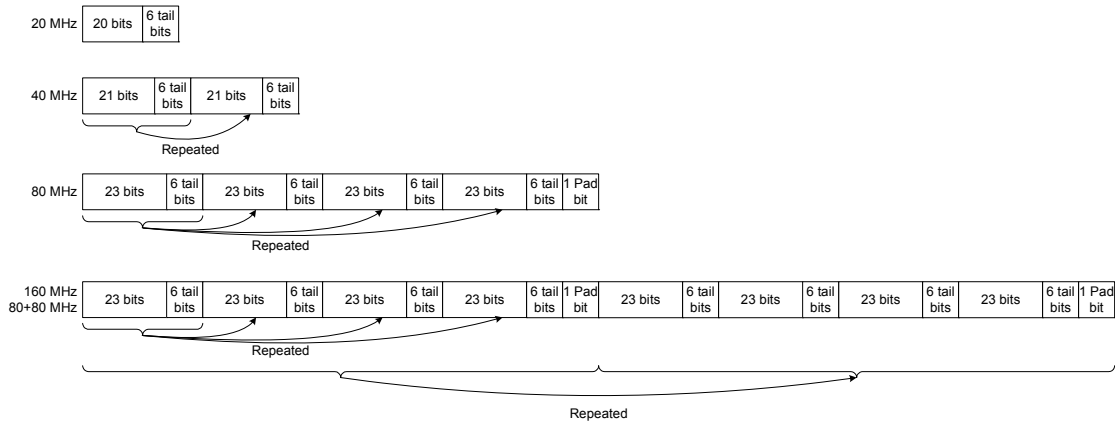 20 MHz 20 bits 6 tail bits
40 MHz 21 bits 6 tail bits 21 bits 6 tail bits
Repeated
80 MHz 23 bits 6 tail bits 23 bits 6 tail bits 23 bits 6 tail bits 23 bits 6 tail bits 1 Pad bit
Repeated
160 MHz 80+80 MHz 23 bits 6 tail bits 23 bits 6 tail bits 23 bits 6 tail bits 23 bits 6 tail bits 1 Pad bit 23 bits 6 tail bits 23 bits 6 tail bits 23 bits 6 tail bits 23 bits 6 tail bits 1 Pad bit
Repeated
Repeated